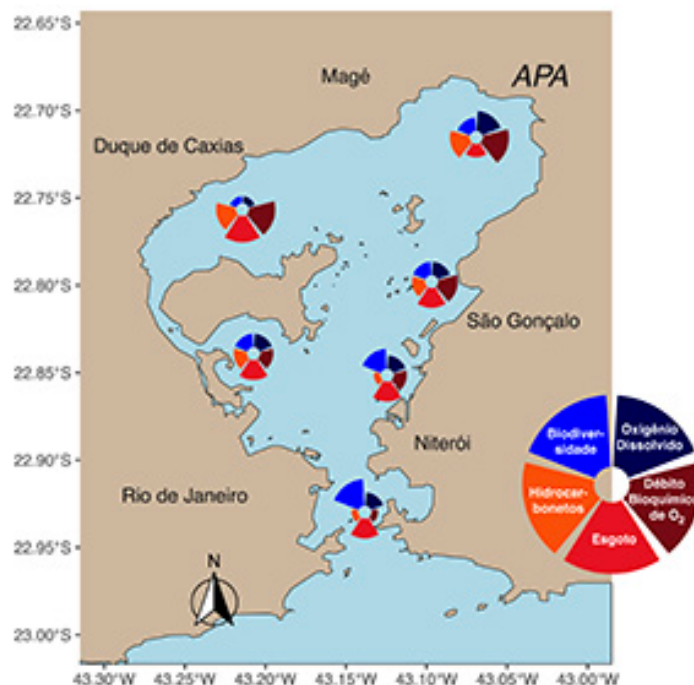 22.65°S
22.70°S
22.75°S
22.80°S
22.85°S
22.90°S
22.95°S
23.00°S
Magé
APA
Duque de Caxias
São Gonçalo
Niterói
Rio de Janeiro
N
Biodiver-
sidade
Oxigênio
Dissolvido
Hidrocar-
bonetos
Débito
Bioquímico
de O2
Esgoto
43.30°W 43.25°W 43.20°W 43.15°W 43.10°W 43.05°W 43.00°W